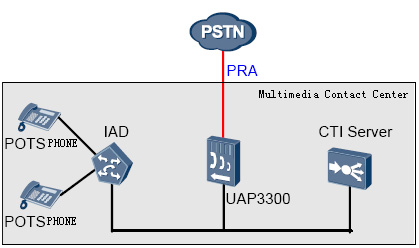 PSTN
PRA
Multimedia Contact Center
IAD
CTI Server
POTS PHONE
UAP3300
POTS PHONE